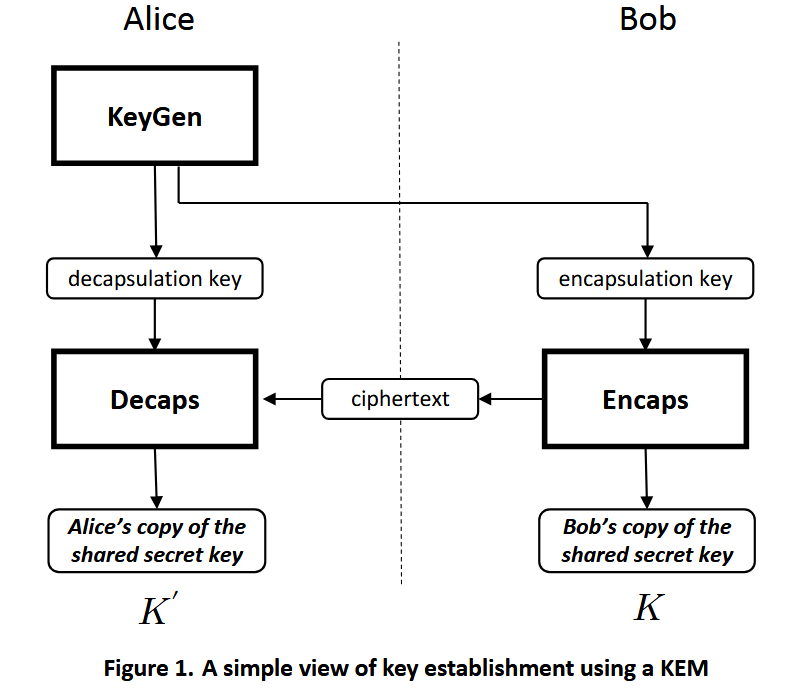 Alice
Bob
KeyGen
decapsulation key
encapsulation key
Decaps
ciphertext
Encaps
Alice’s copy of the
shared secret key
Bob’s copy of the
shared secret key
K′
K
Figure 1. A simple view of key establishment using a KEM